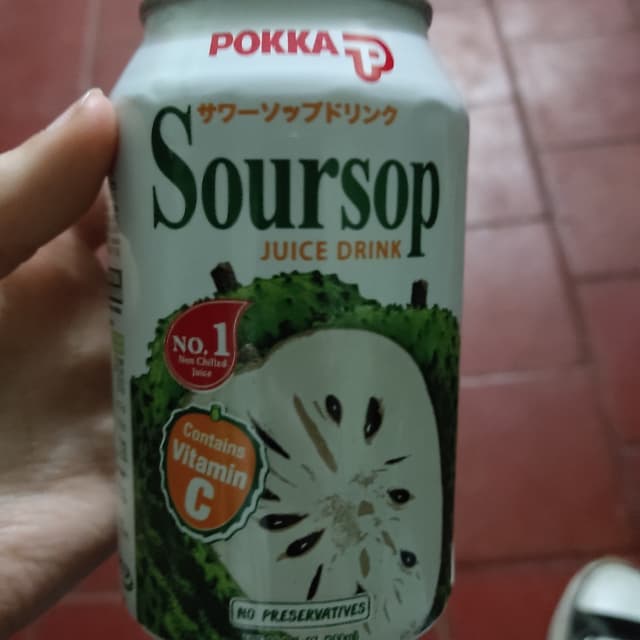 POKKA
サワーソップドリンク
Soursop
JUICE DRINK
NO.1
Non Chilled
Juice
Contains
Vitamin
C
NO PRESERVATIVES